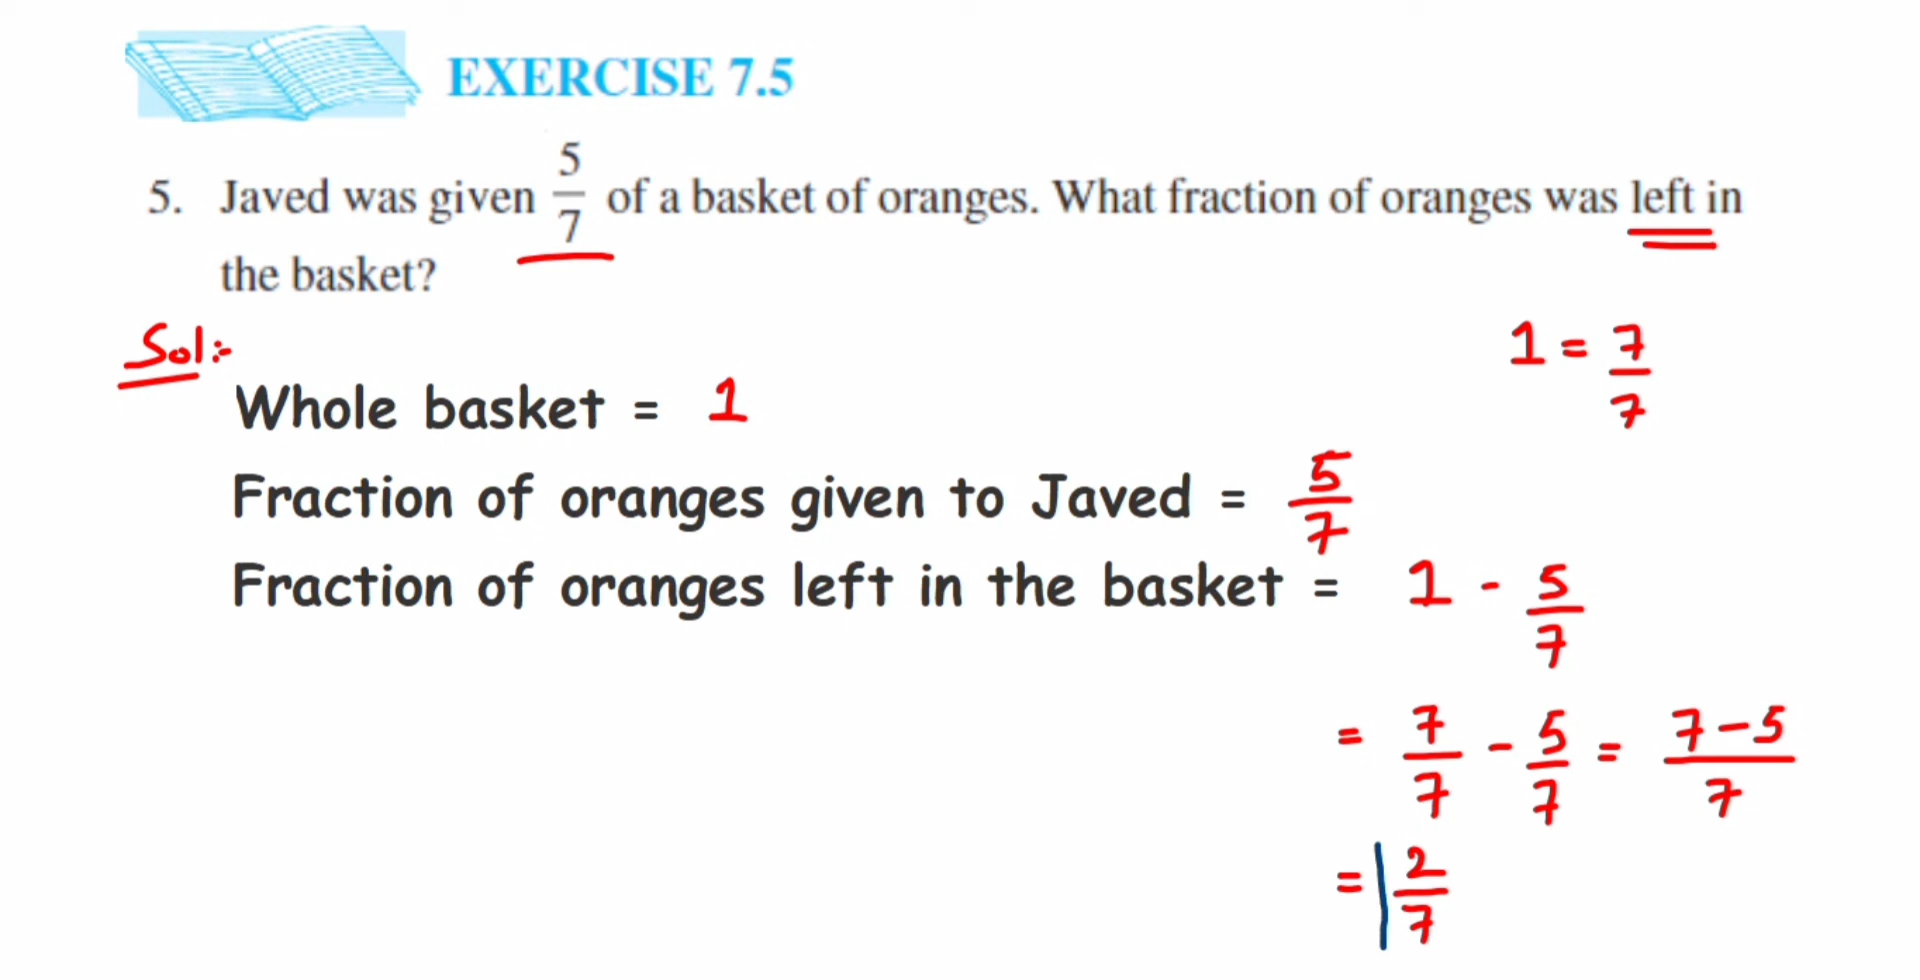 EXERCISE 7.5
5. Javed was given 5/7 of a basket of oranges. What fraction of oranges was left in
the basket?
Sol:-
1 = 7/7
Whole basket = 1
Fraction of oranges given to Javed = 5/7
Fraction of oranges left in the basket = 1 - 5/7
= 7/7 - 5/7 = 7-5/7
= 2/7